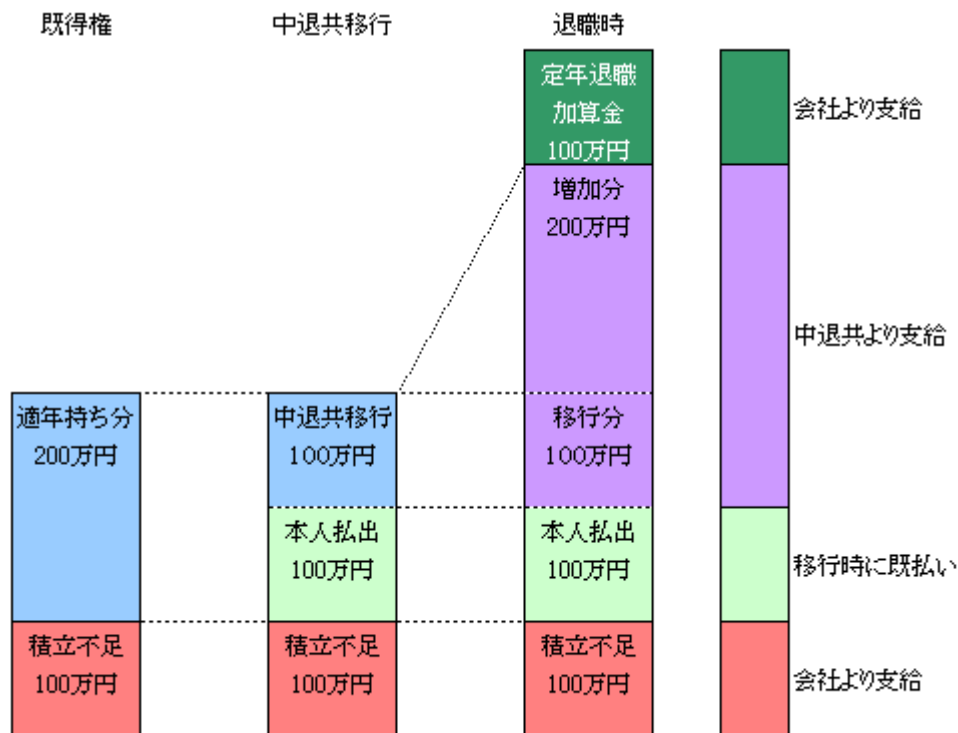 既得権
中退共移行
退職時
定年退職
加算金
100万円
会社より支給
増加分
200万円
中退共より支給
適年持ち分
200万円
中退共移行
100万円
移行分
100万円
本人払出
100万円
本人払出
100万円
移行時に既払い
積立不足
100万円
積立不足
100万円
積立不足
100万円
会社より支給